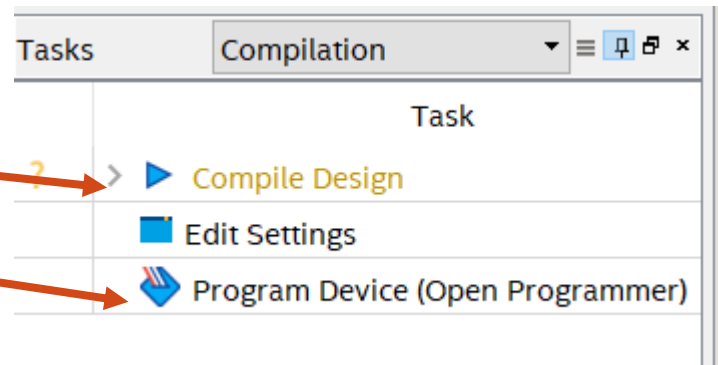 Tasks Compilation
Task
? Compile Design
Edit Settings
Program Device (Open Programmer)